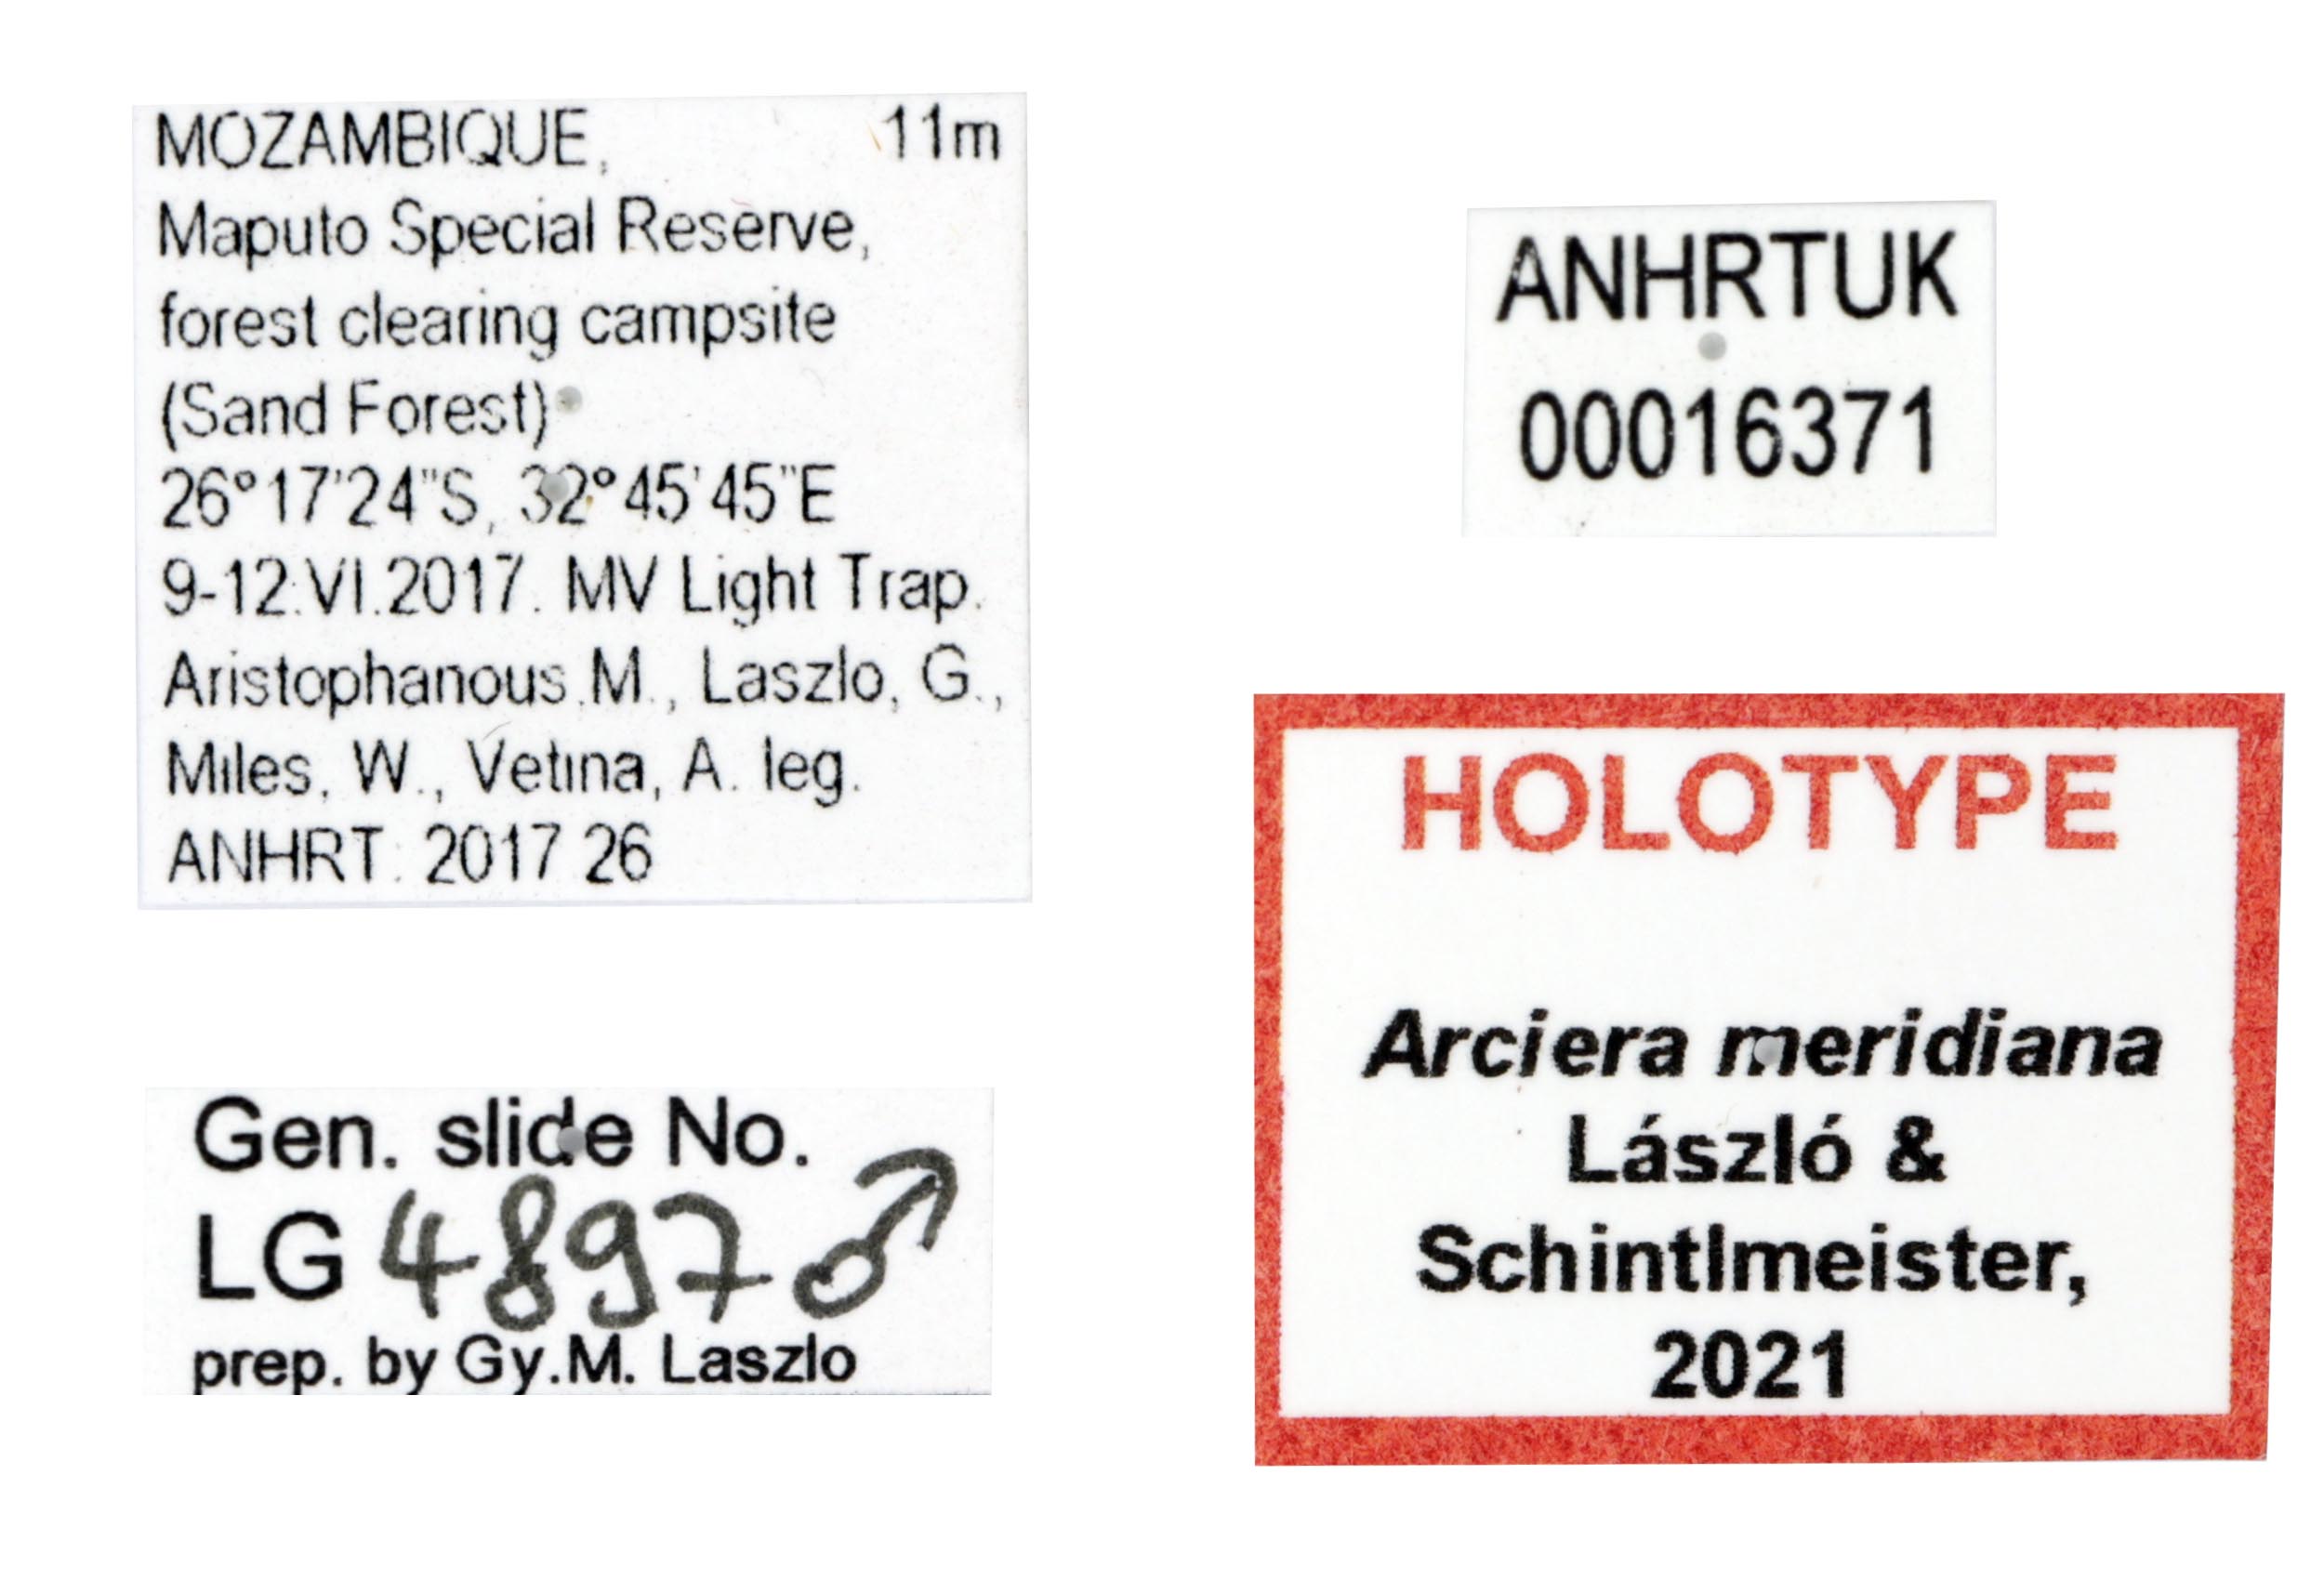 MOZAMBIQUE, 11m
Maputo Special Reserve,
forest clearing campsite
(Sand Forest)
26°17'24"S, 32°45'45"E
9-12.VI.2017. MV Light Trap.
Aristophanous.M., Laszlo, G.,
Miles, W., Vetina, A. leg.
ANHRT: 2017.26
ANHRTUK
00016371
Gen. slide No.
LG 4897♂
prep. by Gy.M. Laszlo
HOLOTYPE
Arciera meridiana
László &
Schintlmeister,
2021